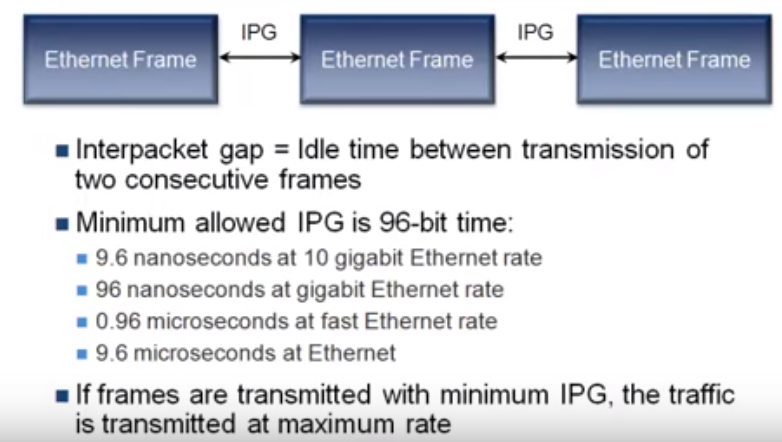 IPG IPG
Ethernet Frame Ethernet Frame Ethernet Frame
Interpacket gap = Idle time between transmission of
two consecutive frames
Minimum allowed IPG is 96-bit time:
9.6 nanoseconds at 10 gigabit Ethernet rate
96 nanoseconds at gigabit Ethernet rate
0.96 microseconds at fast Ethernet rate
9.6 microseconds at Ethernet
If frames are transmitted with minimum IPG, the traffic
is transmitted at maximum rate